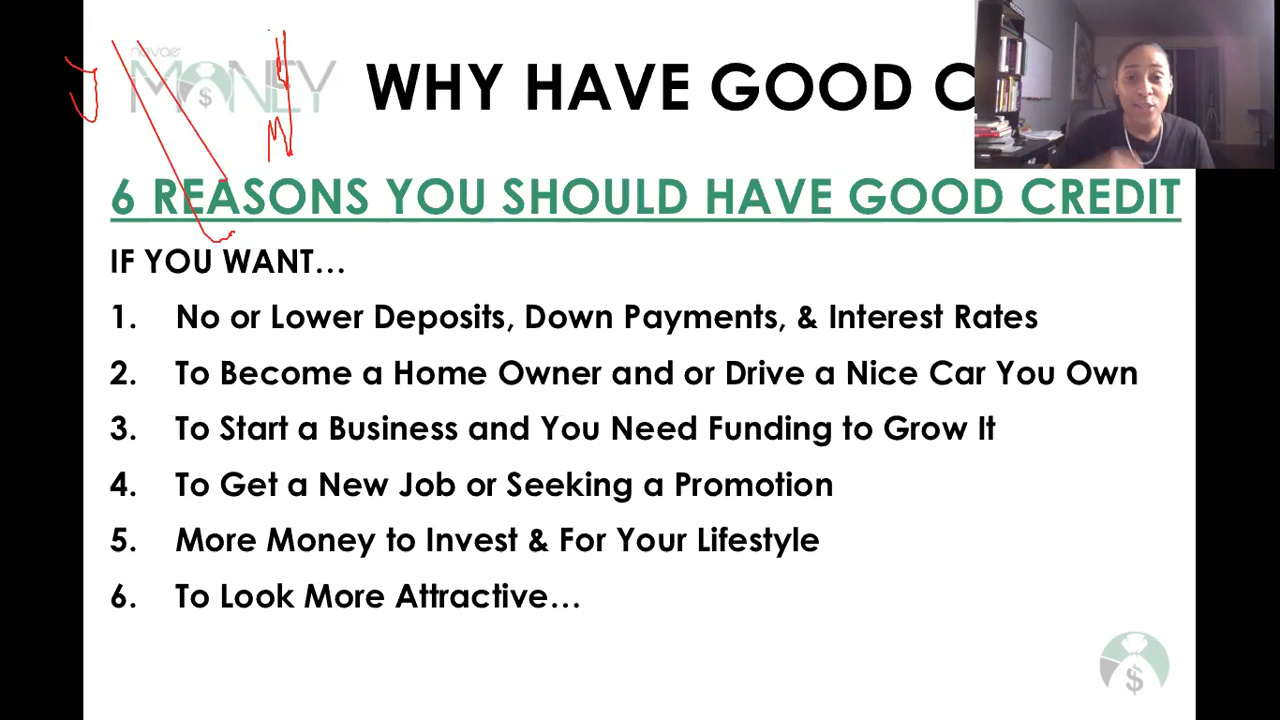 novae
MONEY
WHY HAVE GOOD C
6 REASONS YOU SHOULD HAVE GOOD CREDIT
IF YOU WANT…
1. No or Lower Deposits, Down Payments, & Interest Rates
2. To Become a Home Owner and or Drive a Nice Car You Own
3. To Start a Business and You Need Funding to Grow It
4. To Get a New Job or Seeking a Promotion
5. More Money to Invest & For Your Lifestyle
6. To Look More Attractive…
$